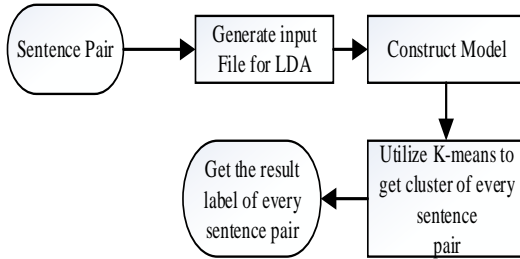 Sentence Pair
Generate input
File for LDA
Construct Model
Utilize K-means to
get cluster of every
sentence
pair
Get the result
label of every
sentence pair